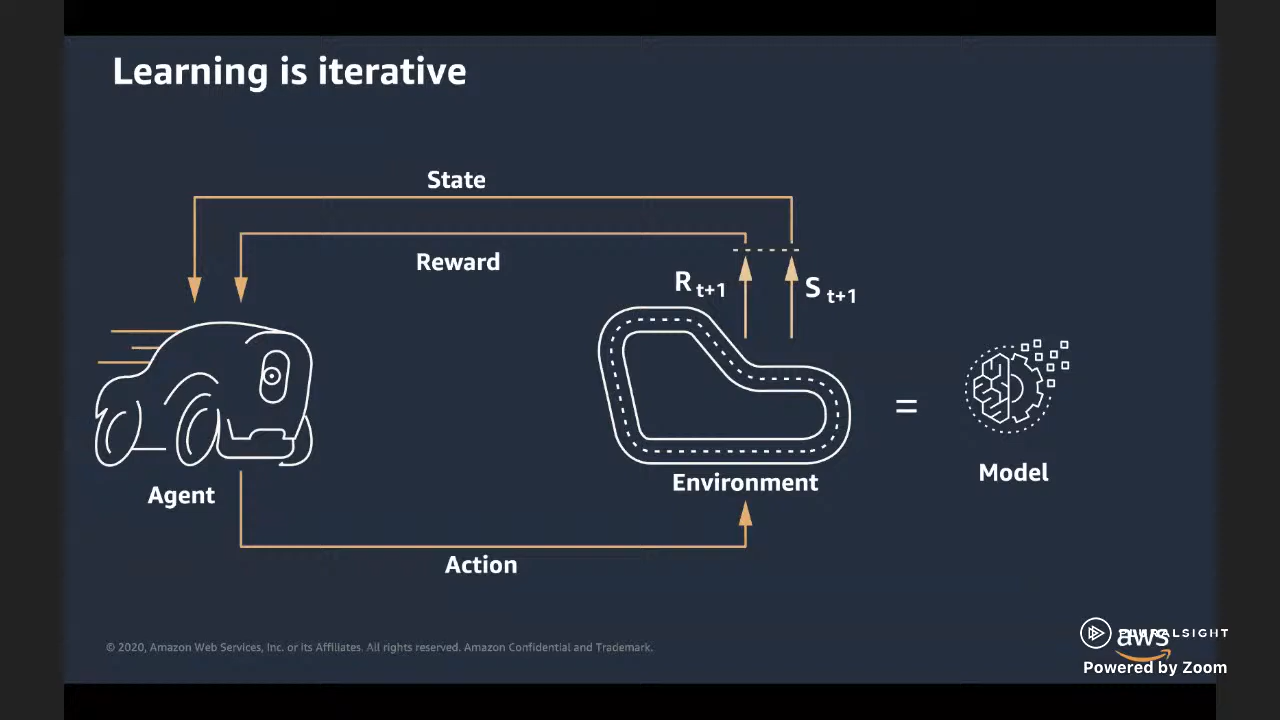 Learning is iterative
State
Reward
R t+1
S t+1
=
Model
Environment
Agent
Action
© 2020, Amazon Web Services, Inc. or its Affiliates. All rights reserved. Amazon Confidential and Trademark.
PLURALSIGHT
aws
Powered by Zoom